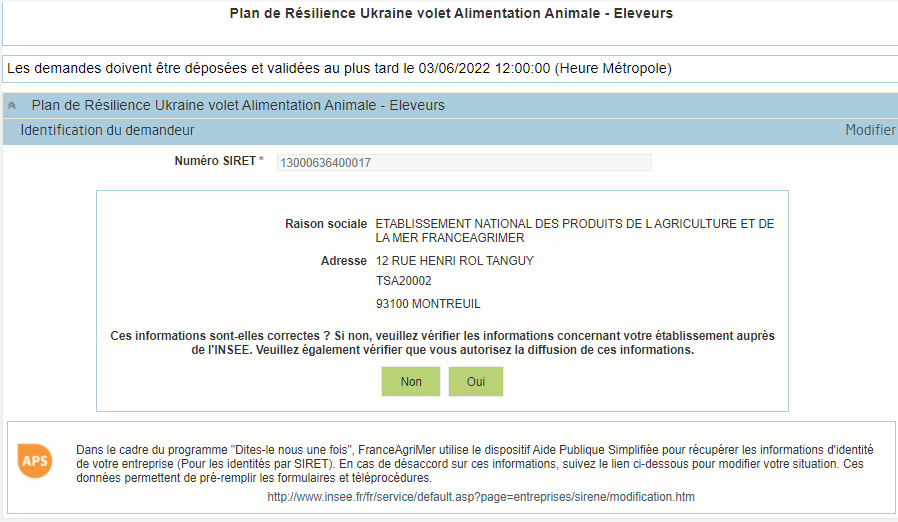 Plan de Résilience Ukraine volet Alimentation Animale - Eleveurs
Les demandes doivent être déposées et validées au plus tard le 03/06/2022 12:00:00 (Heure Métropole)
Plan de Résilience Ukraine volet Alimentation Animale - Eleveurs
Identification du demandeur Modifier
Numéro SIRET * 13000636400017
Raison sociale ETABLISSEMENT NATIONAL DES PRODUITS DE L AGRICULTURE ET DE
LA MER FRANCEAGRIMER
Adresse 12 RUE HENRI ROL TANGUY
TSA20002
93100 MONTREUIL
Ces informations sont-elles correctes ? Si non, veuillez vérifier les informations concernant votre établissement auprès
de l'INSEE. Veuillez également vérifier que vous autorisez la diffusion de ces informations.
Non Oui
APS
Dans le cadre du programme "Dites-le nous une fois", FranceAgriMer utilise le dispositif Aide Publique Simplifiée pour récupérer les informations d'identité
de votre entreprise (Pour les identités par SIRET). En cas de désaccord sur ces informations, suivez le lien ci-dessous pour modifier votre situation. Ces
données permettent de pré-remplir les formulaires et téléprocédures.
http://www.insee.fr/fr/service/default.asp?page=entreprises/sirene/modification.htm